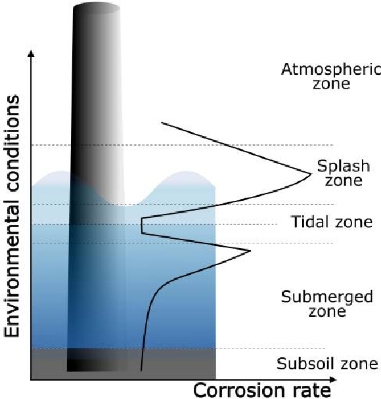 Atmospheric
zone
Splash
zone
Tidal zone
Submerged
zone
Subsoil zone
Environmental conditions
Corrosion rate